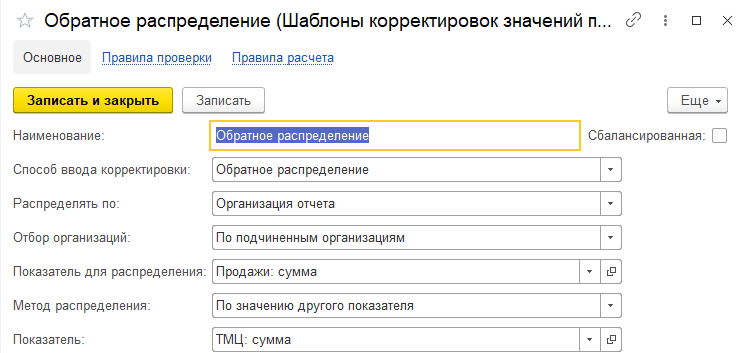 Обратное распределение (Шаблоны корректировок значений п...
Основное Правила проверки Правила расчета
Записать и закрыть Записать Еще
Наименование: Обратное распределение Сбалансированная:
Способ ввода корректировки: Обратное распределение
Распределять по: Организация отчета
Отбор организаций: По подчиненным организациям
Показатель для распределения: Продажи: сумма
Метод распределения: По значению другого показателя
Показатель: ТМЦ: сумма